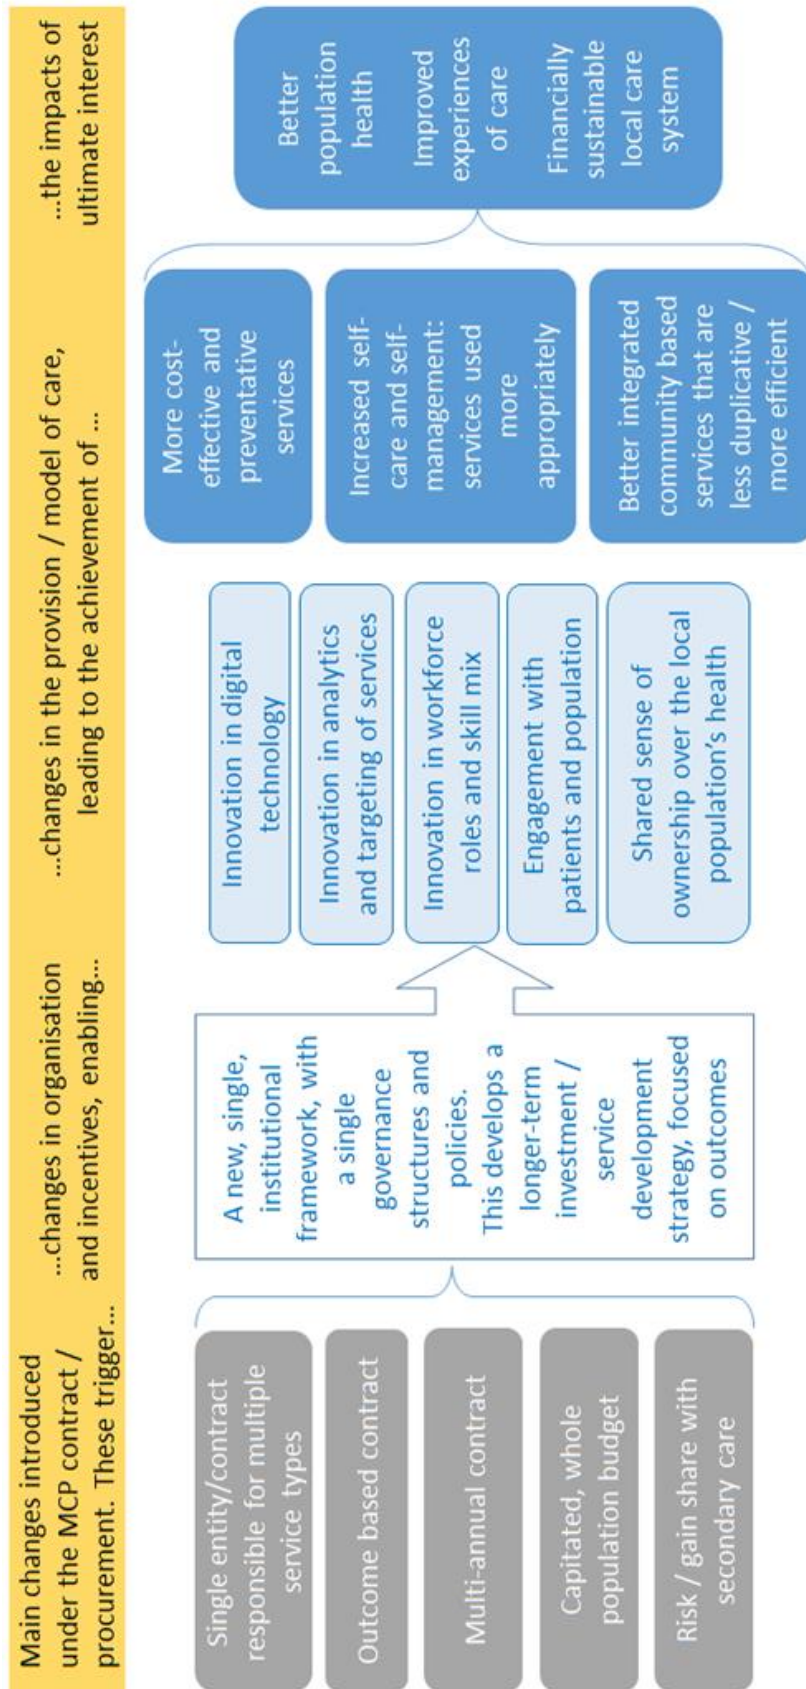 Main changes introduced
under the MCP contract /
procurement. These trigger...
...changes in organisation
and incentives, enabling...
...changes in the provision / model of care,
leading to the achievement of ...
...the impacts of
ultimate interest
Single entity/contract
responsible for multiple
service types
Outcome based contract
Multi-annual contract
Capitated, whole
population budget
Risk / gain share with
secondary care
A new, single,
institutional
framework, with
a single
governance
structures and
policies.
This develops a
longer-term
investment /
service
development
strategy, focused
on outcomes
Innovation in digital
technology
Innovation in analytics
and targeting of services
Innovation in workforce
roles and skill mix
Engagement with
patients and population
Shared sense of
ownership over the local
population's health
More cost-
effective and
preventative
services
Increased self-
care and self-
management:
services used
more
appropriately
Better integrated
community based
services that are
less duplicative /
more efficient
Better
population
health
Improved
experiences
of care
Financially
sustainable
local care
system